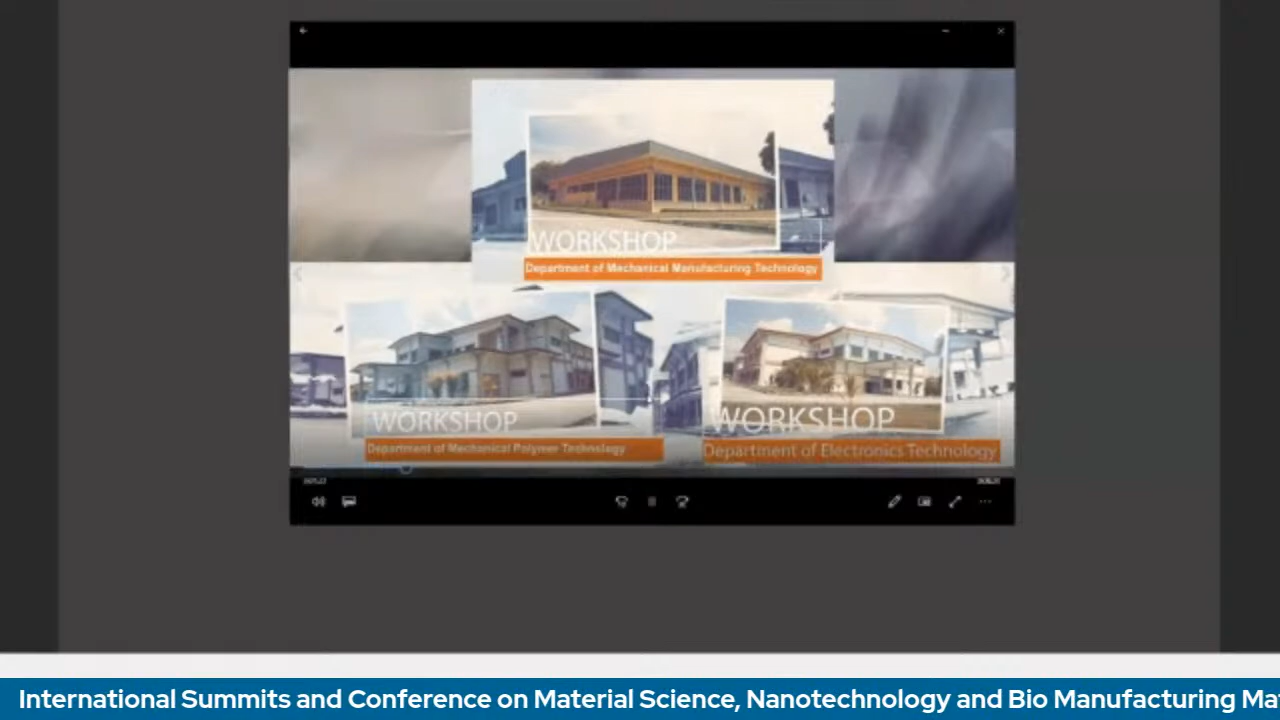 WORKSHOP
Department of Mechanical Manufacturing Technology
WORKSHOP
Department of Mechanical Polymer Technology
WORKSHOP
Department of Electronics Technology
International Summits and Conference on Material Science, Nanotechnology and Bio Manufacturing Ma